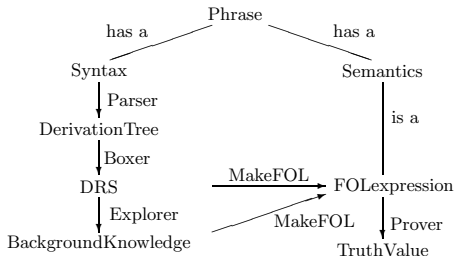 Phrase
has a
has a
Syntax
Semantics
Parser
is a
DerivationTree
Boxer
MakeFOL
DRS
FOLexpression
Explorer
MakeFOL
Prover
BackgroundKnowledge
TruthValue